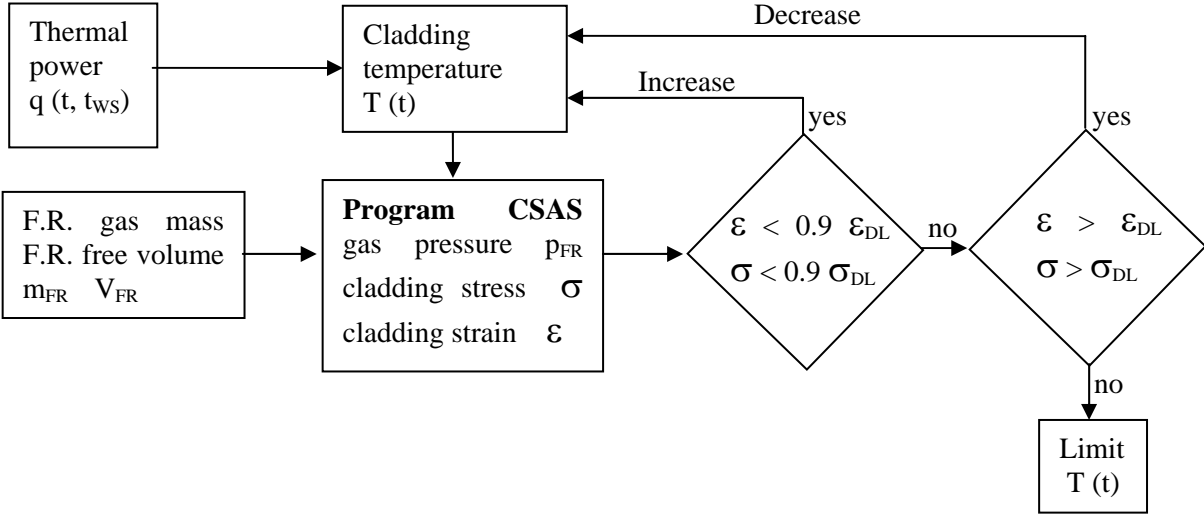 Thermal
power
q (t, tWS)
Cladding
temperature
T (t)
Decrease
Increase
yes
yes
F.R. gas mass
F.R. free volume
mFR VFR
Program CSAS
gas pressure pFR
cladding stress σ
cladding strain ε
ε < 0.9 εDL
σ < 0.9 σDL
no
ε > εDL
σ > σDL
no
Limit
T (t)